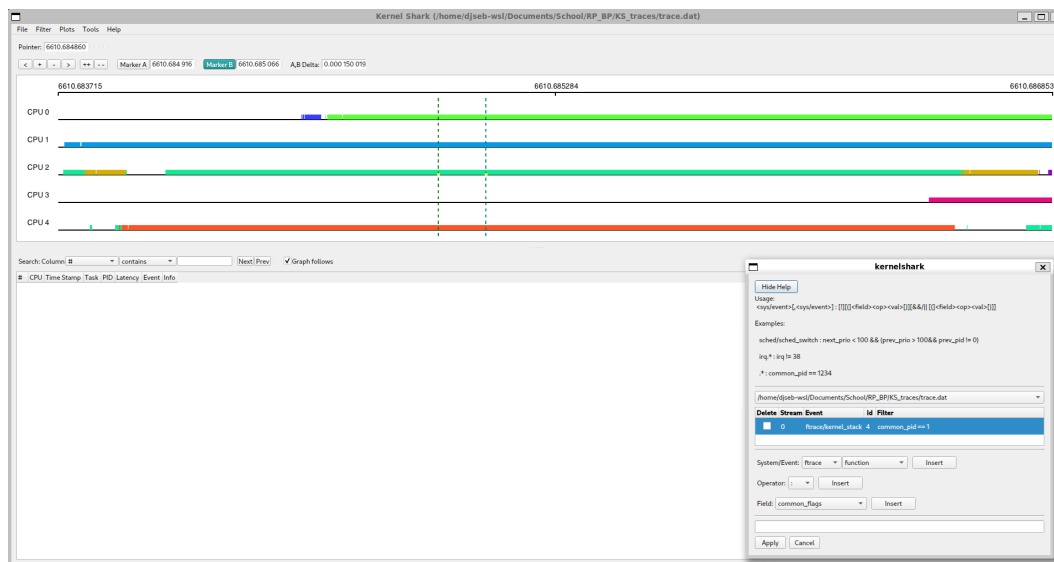 Kernel Shark (/home/djseb-wsl/Documents/School/RP_BP/KS_traces/trace.dat)
File Filter Plots Tools Help
Pointer: 6610.684860
< + - > ++ -- Marker A 6610.684 916 Marker B 6610.685 066 A,B Delta: 0.000 150 019
6610.683715 6610.685284 6610.686853
CPU 0
CPU 1
CPU 2
CPU 3
CPU 4
Search: Column # contains Next Prev Graph follows
# CPU Time Stamp Task PID Latency Event Info
kernelshark
Hide Help
Usage:
<sys/event>[,<sys/event>] : [!][(]<field><op><val>[)][&&/|| [(]<field><op><val>[)]]
Examples:
sched/sched_switch : next_prio < 100 && (prev_prio > 100&& prev_pid != 0)
irq.* : irq != 38
.* : common_pid == 1234
/home/djseb-wsl/Documents/School/RP_BP/KS_traces/trace.dat
Delete Stream Event Id Filter
0 ftrace/kernel_stack 4 common_pid == 1
System/Event: ftrace function Insert
Operator: : Insert
Field: common_flags Insert
Apply Cancel